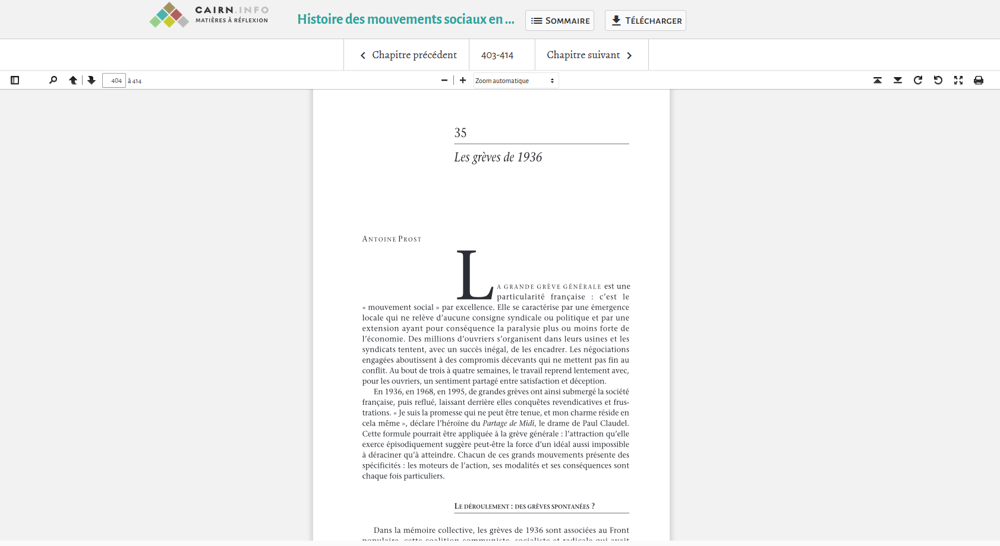 CAIRN.INFO
MATIÈRES À RÉFLEXION
Histoire des mouvements sociaux en ...
SOMMAIRE
TÉLÉCHARGER
Chapitre précédent
403-414
Chapitre suivant
404
à 414
Zoom automatique
35
Les grèves de 1936
ANTOINE PROST
LA GRANDE GRÈVE GÉNÉRALE est une
particularité française : c’est le
« mouvement social » par excellence. Elle se caractérise par une émergence
locale qui ne relève d’aucune consigne syndicale ou politique et par une
extension ayant pour conséquence la paralysie plus ou moins forte de
l’économie. Des millions d’ouvriers s’organisent dans leurs usines et les
syndicats tentent, avec un succès inégal, de les encadrer. Les négociations
engagées aboutissent à des compromis décevants qui ne mettent pas fin au
conflit. Au bout de trois à quatre semaines, le travail reprend lentement avec,
pour les ouvriers, un sentiment partagé entre satisfaction et déception.
En 1936, en 1968, en 1995, de grandes grèves ont ainsi submergé la société
française, puis reflué, laissant derrière elles conquêtes revendicatives et frus-
trations. « Je suis la promesse qui ne peut être tenue, et mon charme réside en
cela même », déclare l’héroïne du Partage de Midi, le drame de Paul Claudel.
Cette formule pourrait être appliquée à la grève générale : l’attraction qu’elle
exerce épisodiquement suggère peut-être la force d’un idéal aussi impossible
à déraciner qu’à atteindre. Chacun de ces grands mouvements présente des
spécificités : les moteurs de l’action, ses modalités et ses conséquences sont
chaque fois particuliers.
LE DÉROULEMENT : DES GRÈVES SPONTANÉES ?
Dans la mémoire collective, les grèves de 1936 sont associées au Front
populaire, cette coalition communiste, socialiste et radicale qui avait